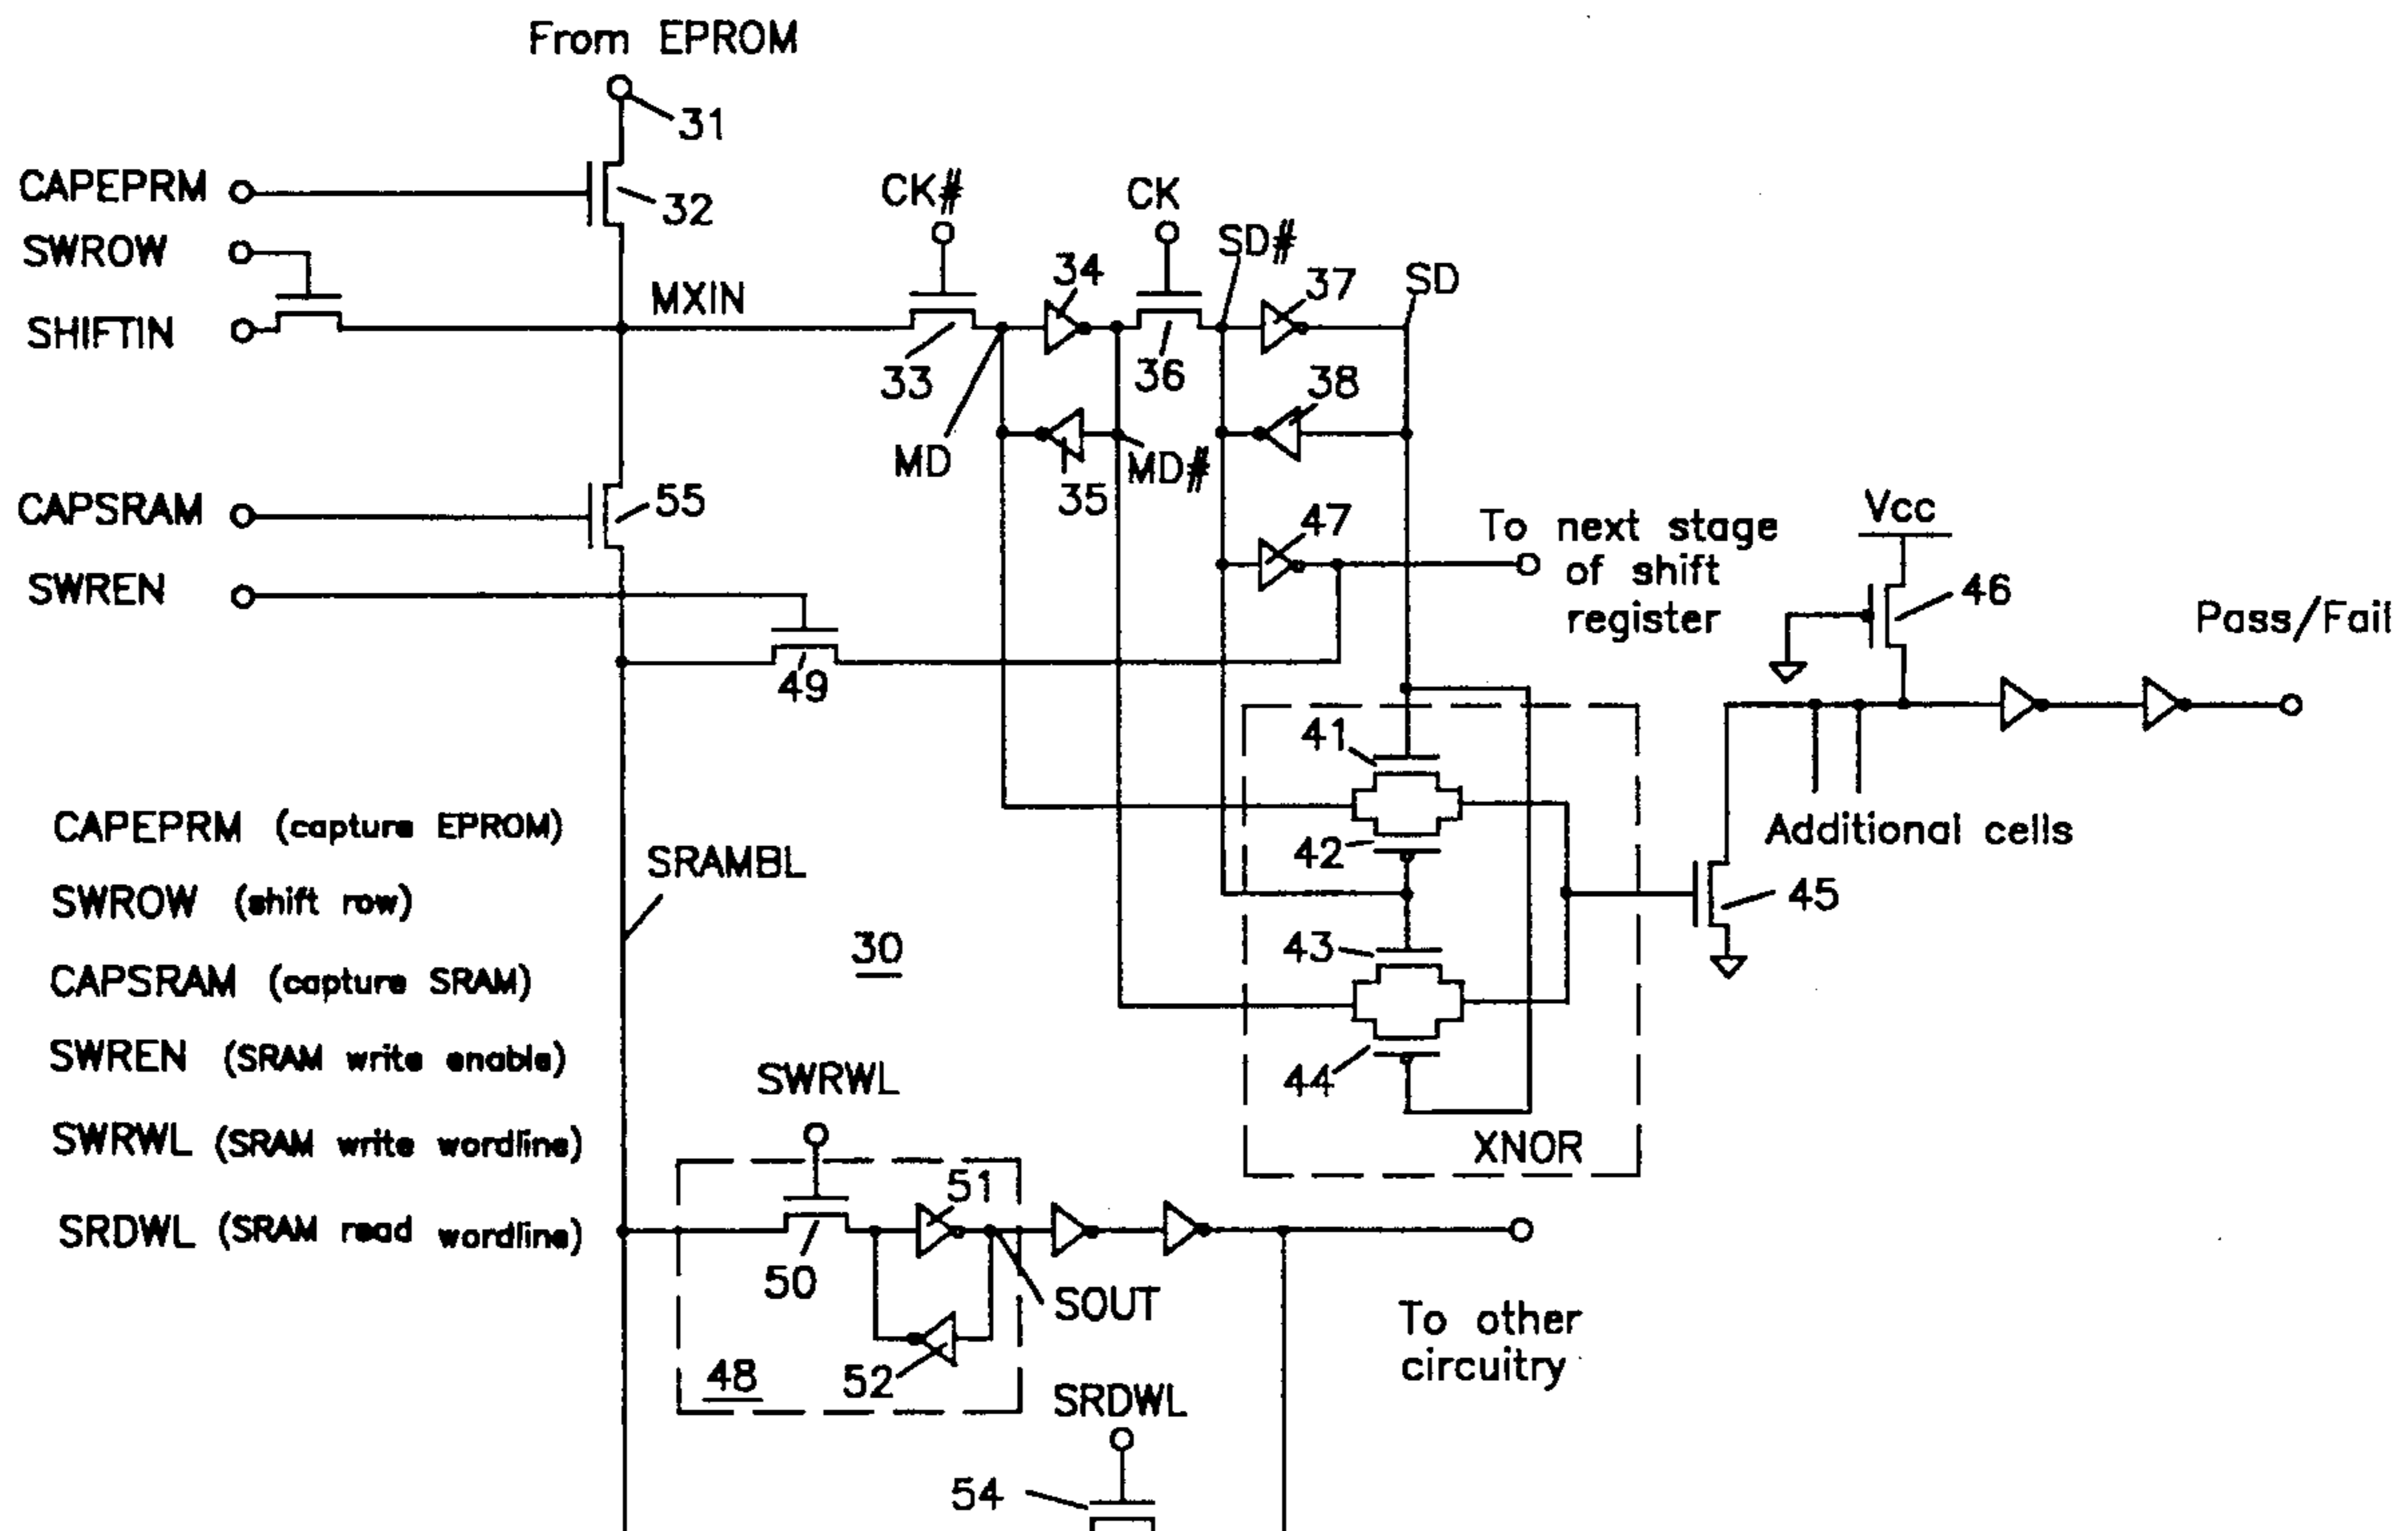 From EPROM
31
CAPEPRM
32
CK#
CK
SWROW
SD#
MXIN
34
37
SD
SHIFTIN
33
36
38
MD
MD#
35
CAPSRAM
55
47
To next stage
of shift
register
Vcc
46
Pass/Fail
SWREN
49
41
42
Additional cells
CAPEPRM (capture EPROM)
SRAMBL
SWROW (shift row)
30
43
45
CAPSRAM (capture SRAM)
SWREN (SRAM write enable)
44
SWRWL
SWRWL (SRAM write wordline)
XNOR
51
SRDWL (SRAM read wordline)
50
SOUT
To other
circuitry
48
52
SRDWL
54